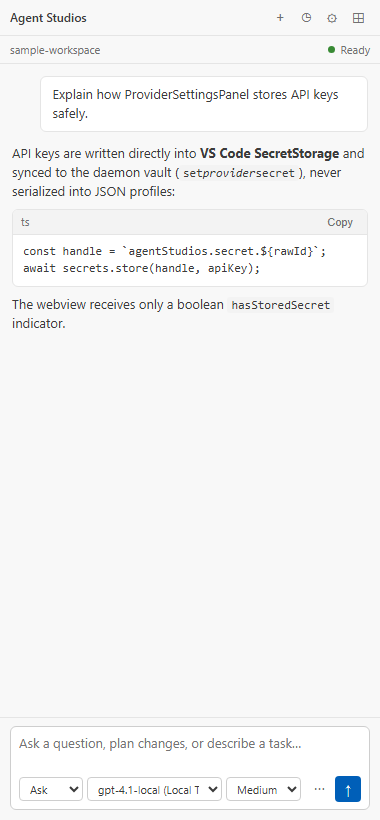 Agent Studios
sample-workspace
Ready
Explain how ProviderSettingsPanel stores API keys
safely.
API keys are written directly into VS Code SecretStorage and
synced to the daemon vault ( setprovidersecret ), never
serialized into JSON profiles:
ts
Copy
const handle = `agentStudios.secret.${rawId}`;
await secrets.store(handle, apiKey);
The webview receives only a boolean hasStoredSecret
indicator.
Ask a question, plan changes, or describe a task...
Ask
gpt-4.1-local (Local T
Medium